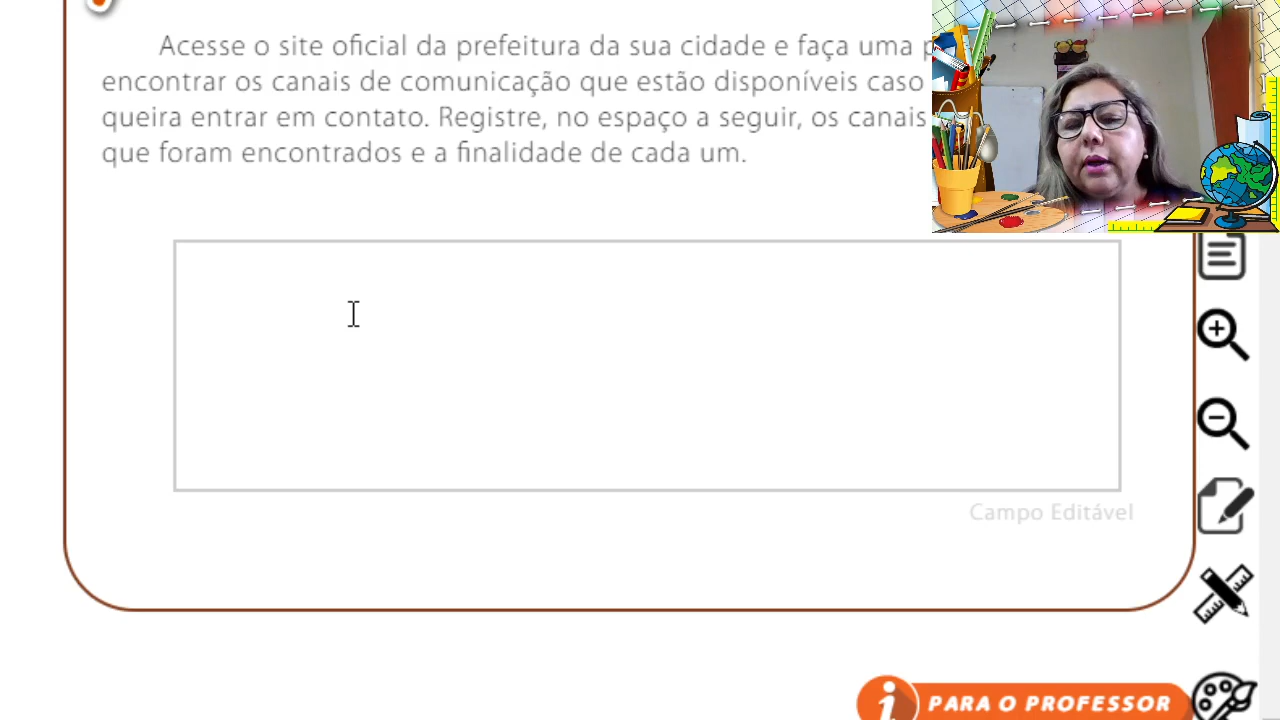 Acesse o site oficial da prefeitura da sua cidade e faça uma
encontrar os canais de comunicação que estão disponíveis caso
queira entrar em contato. Registre, no espaço a seguir, os canais
que foram encontrados e a finalidade de cada um.
Campo Editável
PARA O PROFESSOR